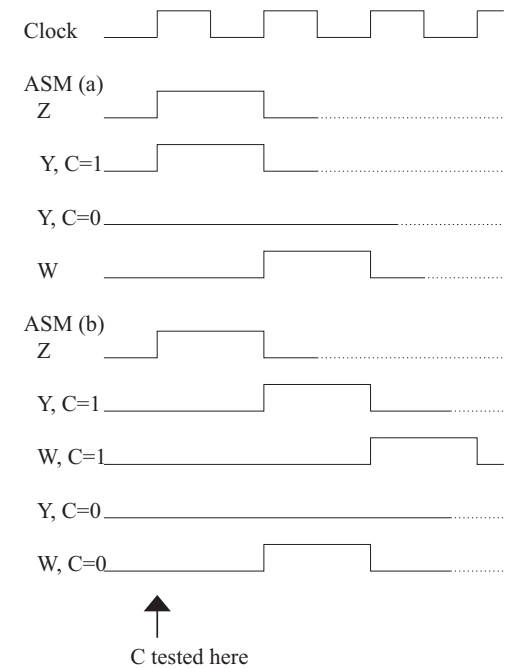 Clock
ASM (a)
Z
Y, C=1
Y, C=0
W
ASM (b)
Z
Y, C=1
W, C=1
Y, C=0
W, C=0
C tested here